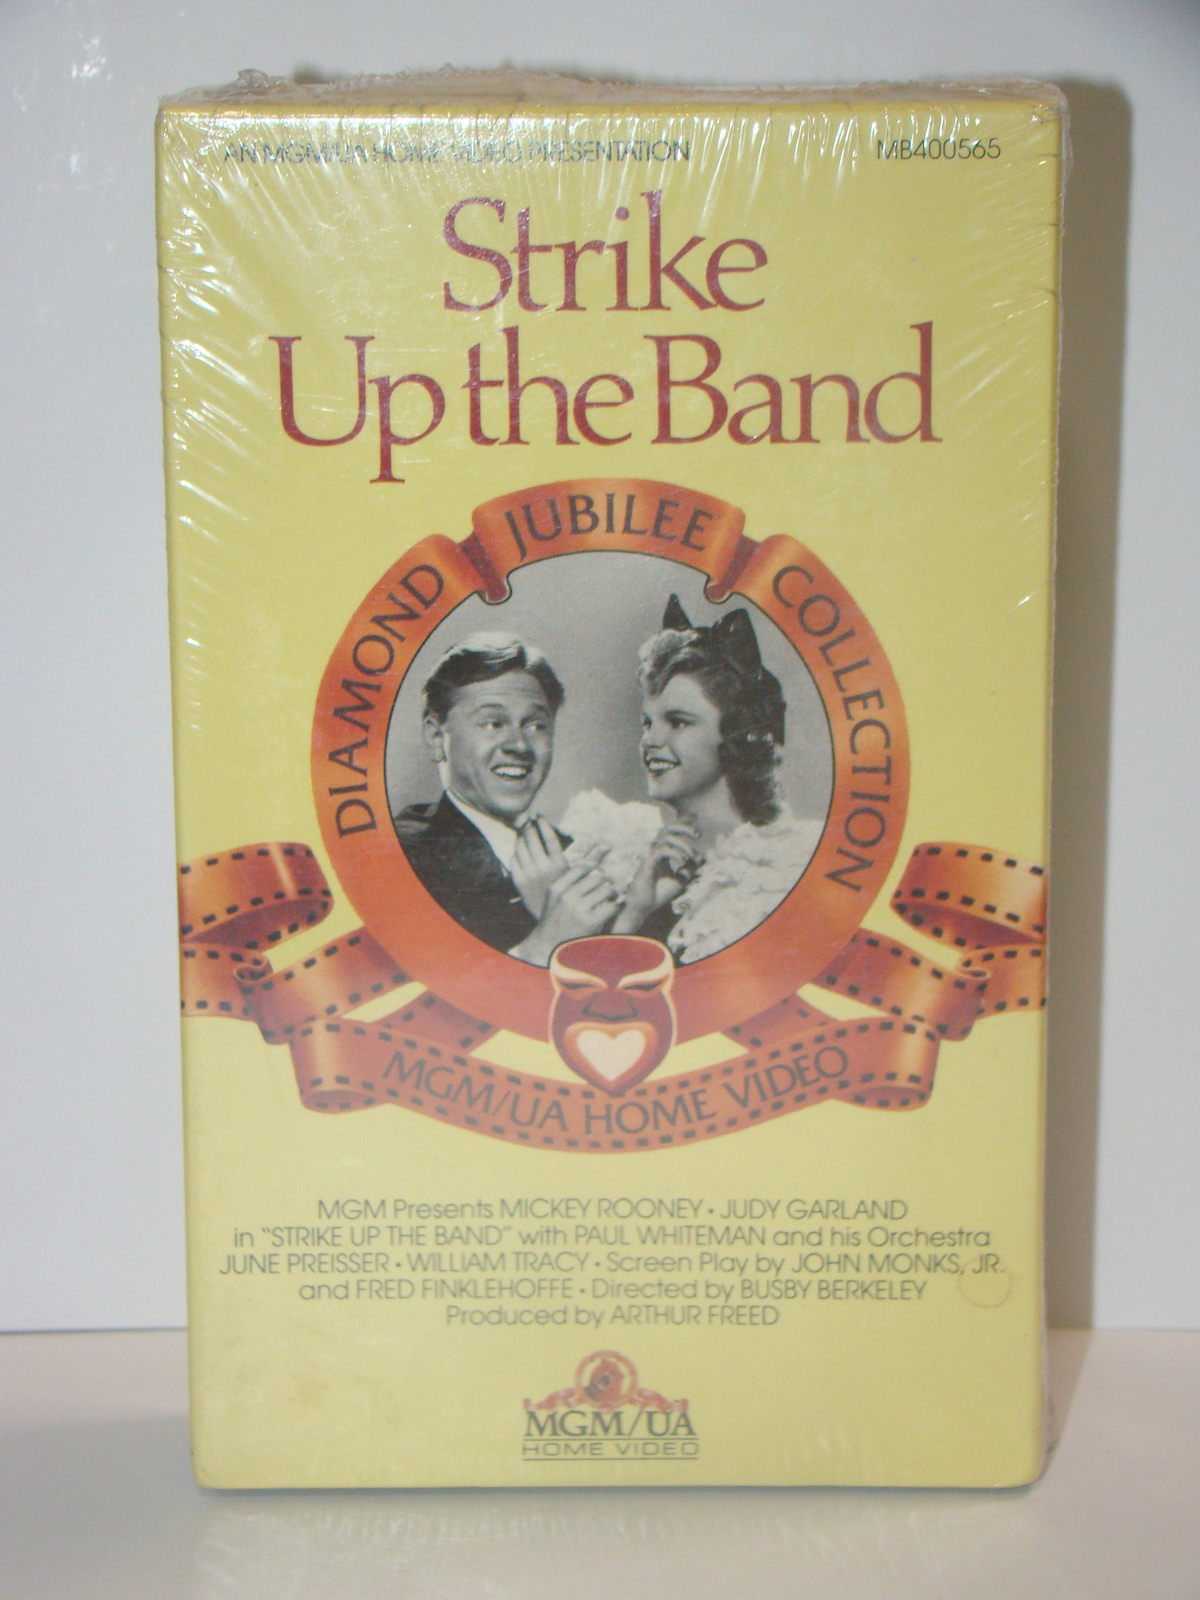 AN MGM/UA HOME VIDEO PRESENTATION
MB400565
Strike
Up the Band
DIAMOND JUBILEE COLLECTION
MGM/UA HOME VIDEO
MGM Presents MICKEY ROONEY • JUDY GARLAND
in "STRIKE UP THE BAND" with PAUL WHITEMAN and his Orchestra
JUNE PREISSER • WILLIAM TRACY • Screen Play by JOHN MONKS, JR.
and FRED FINKLEHOFFE • Directed by BUSBY BERKELEY
Produced by ARTHUR FREED
MGM/UA
HOME VIDEO